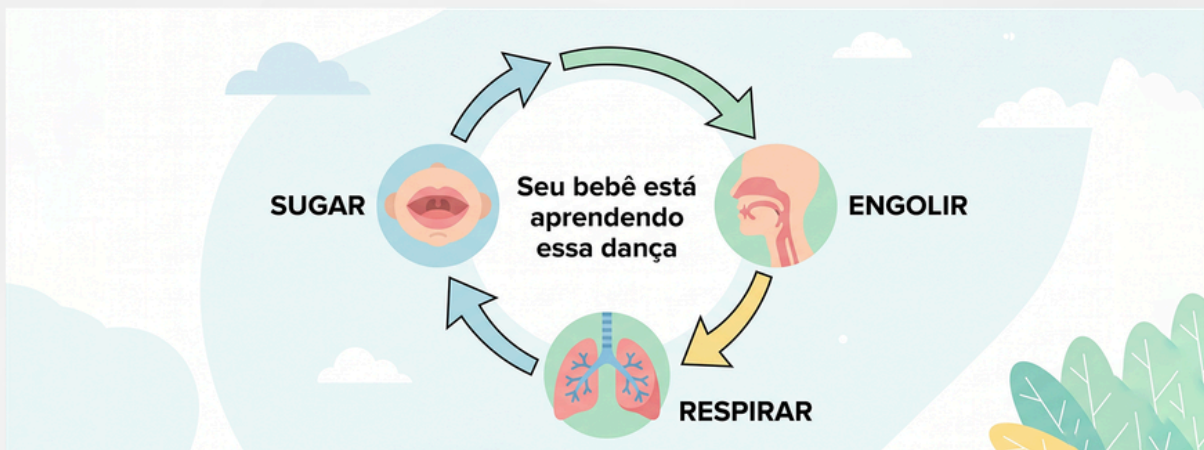 SUGAR
Seu bebê está
aprendendo
essa dança
ENGOLIR
RESPIRAR